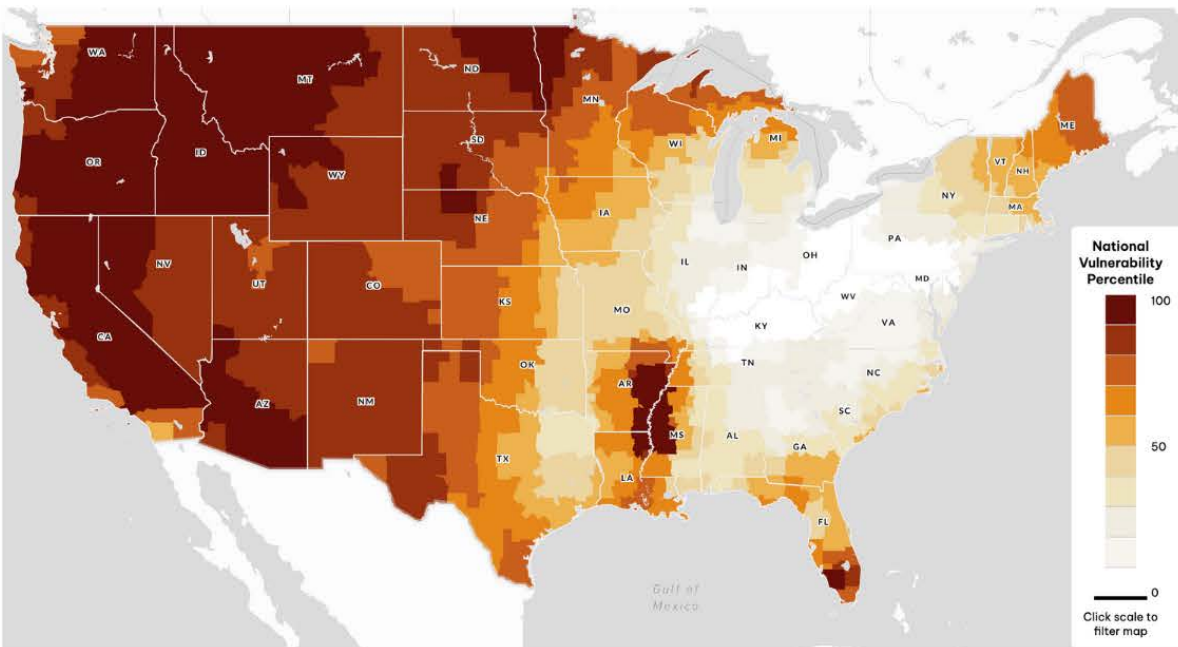 WA
MT
ND
MN
OR
ID
WY
SD
WI
MI
ME
VT
NH
NY
MA
NV
UT
CO
NE
IA
IL
IN
OH
PA
MD
CA
KS
MO
WV
VA
KY
AZ
NM
OK
AR
TN
NC
SC
TX
LA
MS
AL
GA
FL
Gulf of
Mexico
National
Vulnerability
Percentile
100
50
0
Click scale to
filter map